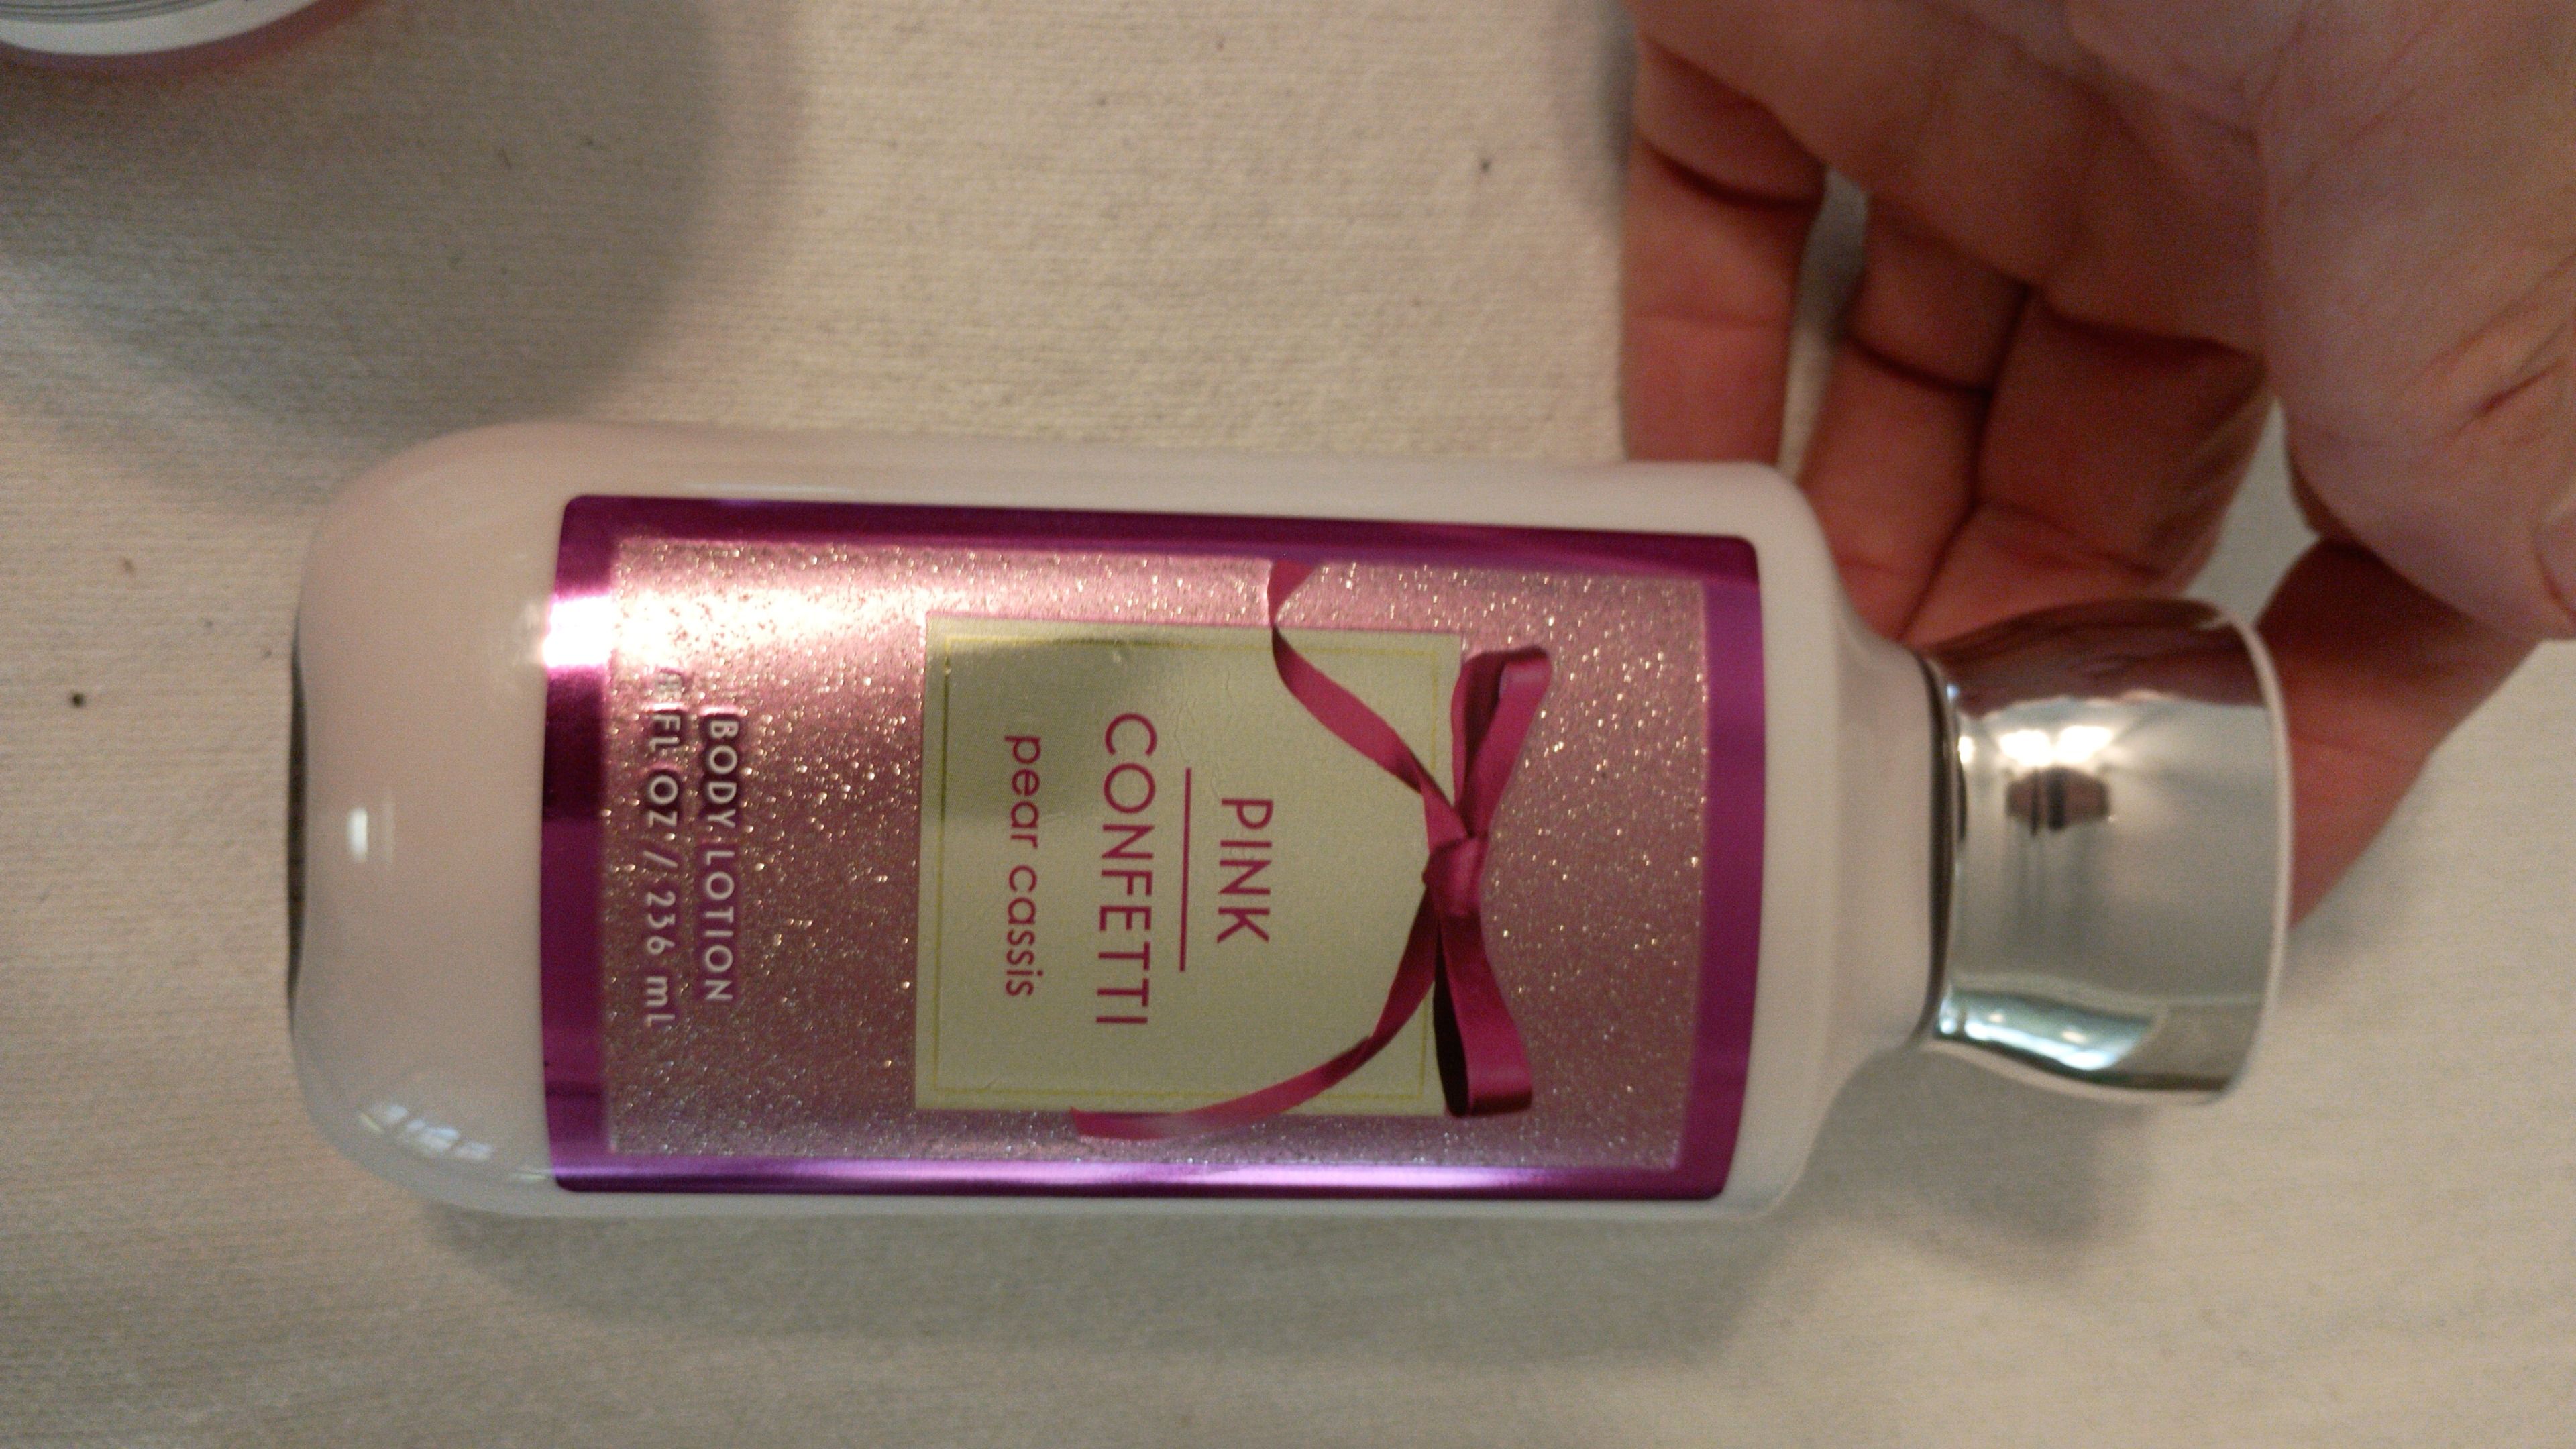 PINK
CONFETTI
pear cassis
BODY LOTION
FL OZ / 236 mL